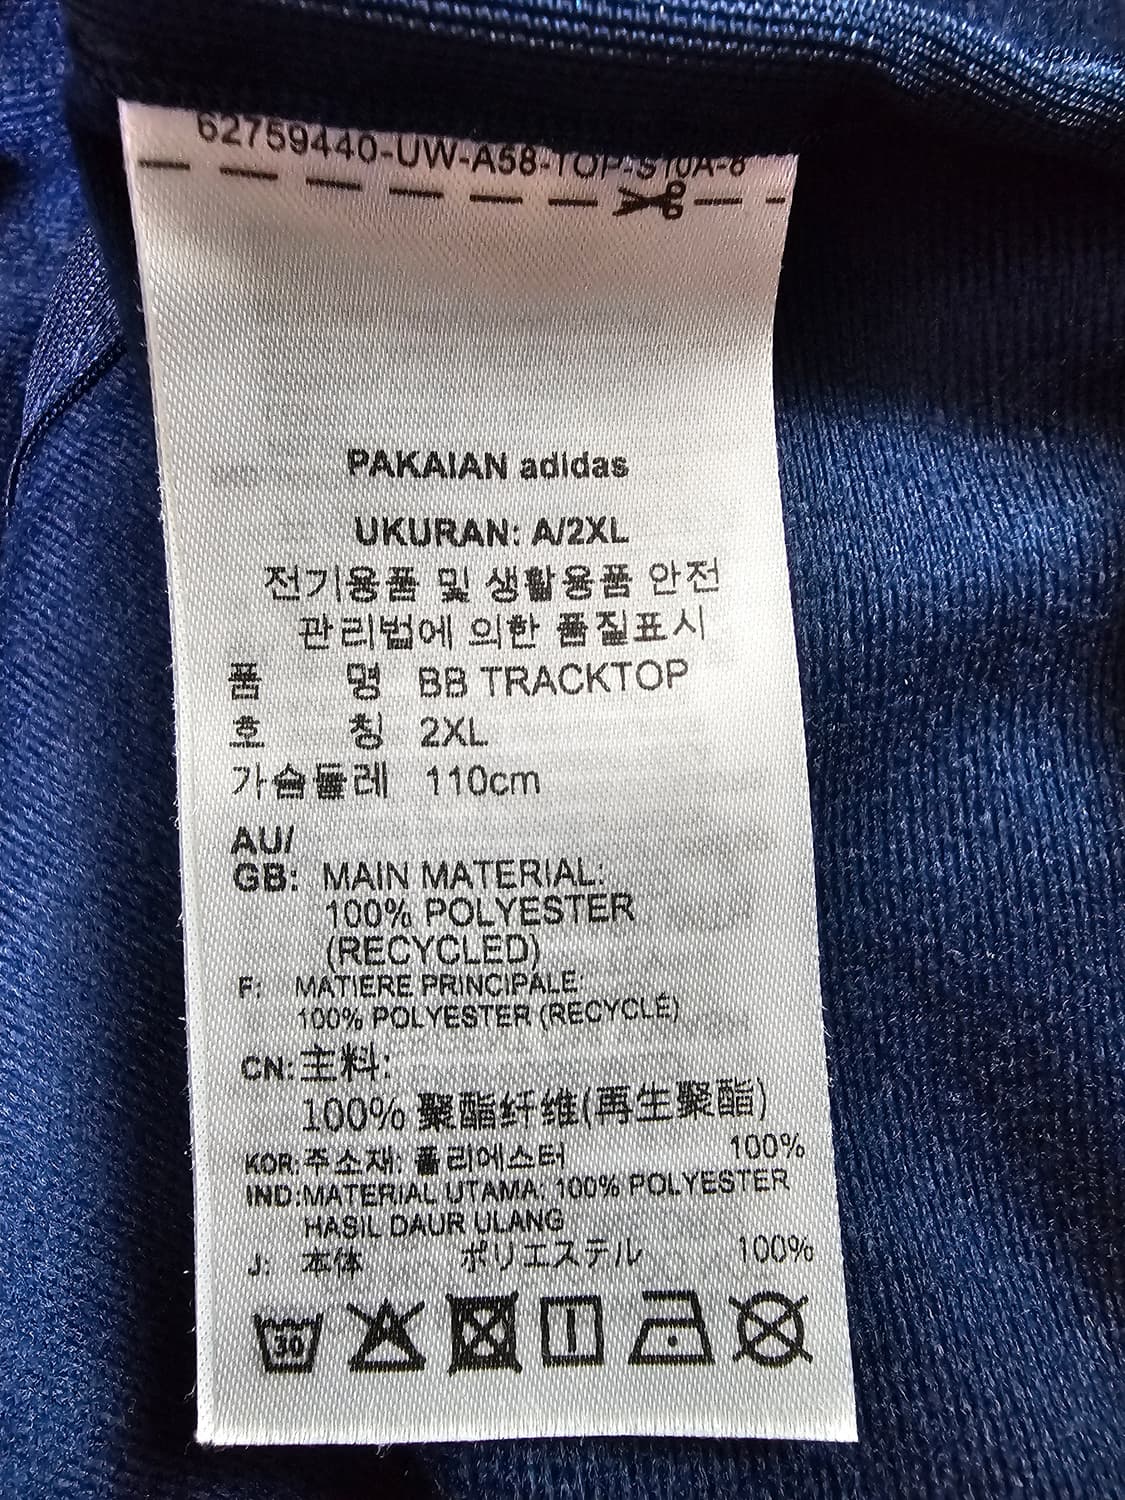 62759440-UW-A58-TOP-S10A-6
PAKAIAN adidas
UKURAN: A/2XL
전기용품 및 생활용품 안전
관리법에 의한 품질표시
품 명 BB TRACKTOP
호 칭 2XL
가슴둘레 110cm
AU/
GB: MAIN MATERIAL:
100% POLYESTER
(RECYCLED)
F: MATIERE PRINCIPALE:
100% POLYESTER (RECYCLÉ)
CN: 主料:
100% 聚酯纤维(再生聚酯)
KOR: 주소재: 폴리에스터 100%
IND: MATERIAL UTAMA: 100% POLYESTER
HASIL DAUR ULANG
J: 本体 ポリエステル 100%
30